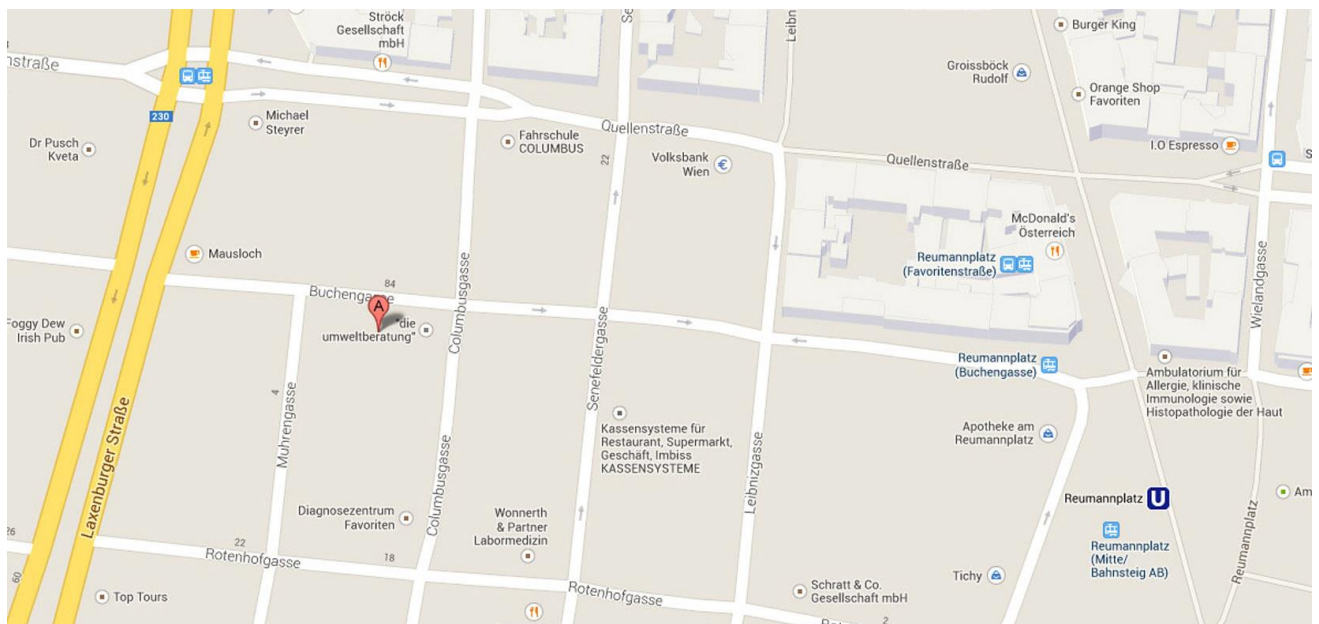 Ströck
Gesellschaft
mbH
Burger King
Groissböck
Rudolf
Orange Shop
Favoriten
nstraße
230
Michael
Steyrer
Dr Pusch
Kveta
Fahrschule
COLUMBUS
Quellenstraße
22
Volksbank
Wien
Quellenstraße
I.O Espresso
Leibn
McDonald's
Österreich
Mausloch
Reumannplatz
(Favoritenstraße)
Wielandgasse
Columbusgasse
84
Buchengasse
A
"die
umweltberatung"
Foggy Dew
Irish Pub
Senefeldergasse
Reumannplatz
(Buchengasse)
Ambulatorium für
Allergie, klinische
Immunologie sowie
Histopathologie der Haut
4
Muhrengasse
Kassensysteme für
Restaurant, Supermarkt,
Geschäft, Imbiss
KASSENSYSTEME
Apotheke am
Reumannplatz
Laxenburger Straße
Columbusgasse
Leibnizgasse
Reumannplatz
U
Am
Diagnosezentrum
Favoriten
Wonnerth
& Partner
Labormedizin
26
22
Rotenhofgasse
18
Reumannplatz
(Mitte/
Bahnsteig AB)
Reumannplatz
60
Top Tours
Rotenhofgasse
Tichy
Schratt & Co.
Gesellschaft mbH
2